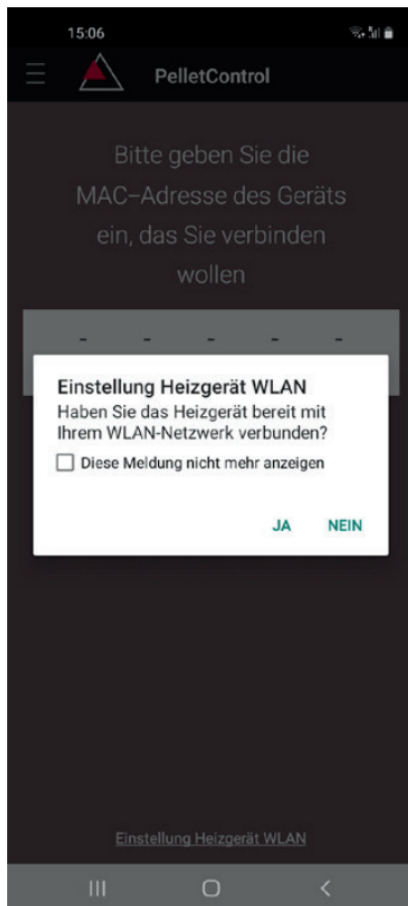 15:06
PelletControl
Bitte geben Sie die
MAC-Adresse des Geräts
ein, das Sie verbinden
wollen
- - - - -
Einstellung Heizgerät WLAN
Haben Sie das Heizgerät bereit mit
Ihrem WLAN-Netzwerk verbunden?
Diese Meldung nicht mehr anzeigen
JA NEIN
Einstellung Heizgerät WLAN